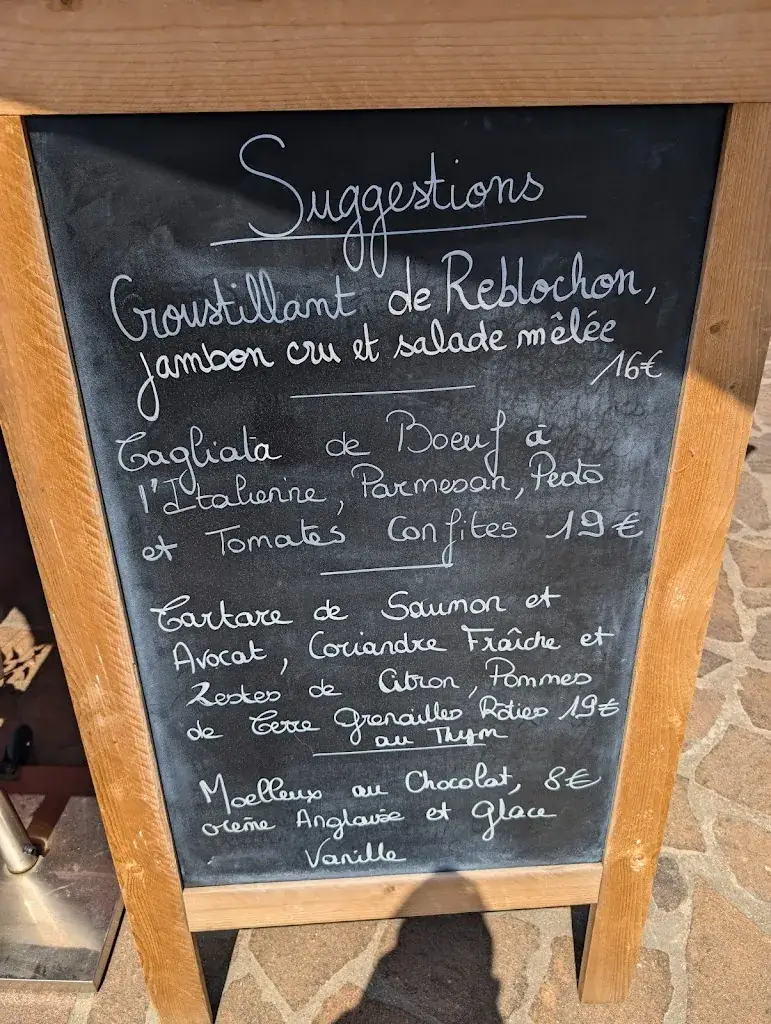 Suggestions
Croustillant de Reblochon,
jambon cru et salade mêlée
16€
Tagliata de Boeuf à
l'Italienne, Parmesan, Pesto
et Tomates Confites 19€
Tartare de Saumon et
Avocat, Coriandre Fraîche et
Zestes de Citron, Pommes
de Terre Grenailles Rôties 19€
au Thym
Moelleux au Chocolat, 8€
crème Anglaise et glace
Vanille